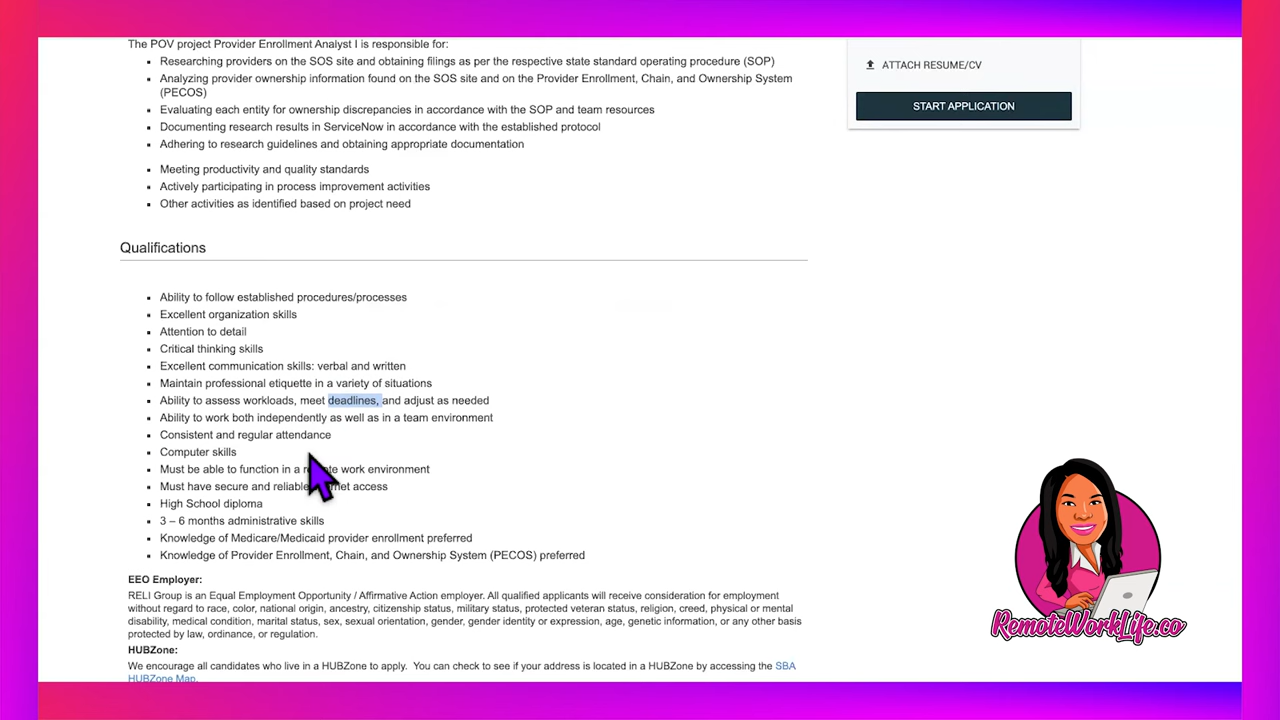 The POV project Provider Enrollment Analyst I is responsible for:
Researching providers on the SOS site and obtaining filings as per the respective state standard operating procedure (SOP)
Analyzing provider ownership information found on the SOS site and on the Provider Enrollment, Chain, and Ownership System
(PECOS)
Evaluating each entity for ownership discrepancies in accordance with the SOP and team resources
Documenting research results in ServiceNow in accordance with the established protocol
Adhering to research guidelines and obtaining appropriate documentation
Meeting productivity and quality standards
Actively participating in process improvement activities
Other activities as identified based on project need
ATTACH RESUME/CV
START APPLICATION
Qualifications
Ability to follow established procedures/processes
Excellent organization skills
Attention to detail
Critical thinking skills
Excellent communication skills: verbal and written
Maintain professional etiquette in a variety of situations
Ability to assess workloads, meet deadlines, and adjust as needed
Ability to work both independently as well as in a team environment
Consistent and regular attendance
Computer skills
Must be able to function in a work environment
Must have secure and reliable access
High School diploma
3 – 6 months administrative skills
Knowledge of Medicare/Medicaid provider enrollment preferred
Knowledge of Provider Enrollment, Chain, and Ownership System (PECOS) preferred
EEO Employer:
RELI Group is an Equal Employment Opportunity / Affirmative Action employer. All qualified applicants will receive consideration for employment
without regard to race, color, national origin, ancestry, citizenship status, military status, protected veteran status, religion, creed, physical or mental
disability, medical condition, marital status, sex, sexual orientation, gender, gender identity or expression, age, genetic information, or any other basis
protected by law, ordinance, or regulation.
HUBZone:
We encourage all candidates who live in a HUBZone to apply. You can check to see if your address is located in a HUBZone by accessing the SBA
HUBZone Map.
RemoteWorkLife.co